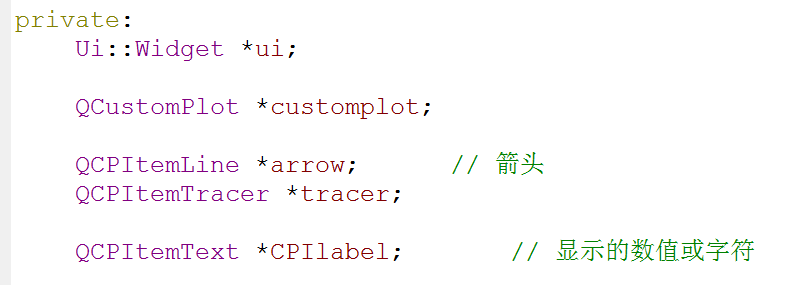 private:
    Ui::Widget *ui;
    QCustomPlot *customplot;
    QCPItemLine *arrow;      // 箭头
    QCPItemTracer *tracer;
    QCPItemText *CPIlabel;       // 显示的数值或字符